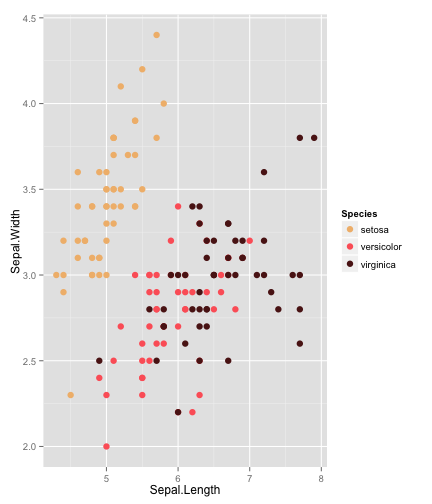 4.5
4.0
3.5
3.0
2.5
2.0
Sepal.Width
5 6 7 8
Sepal.Length
Species
setosa
versicolor
virginica